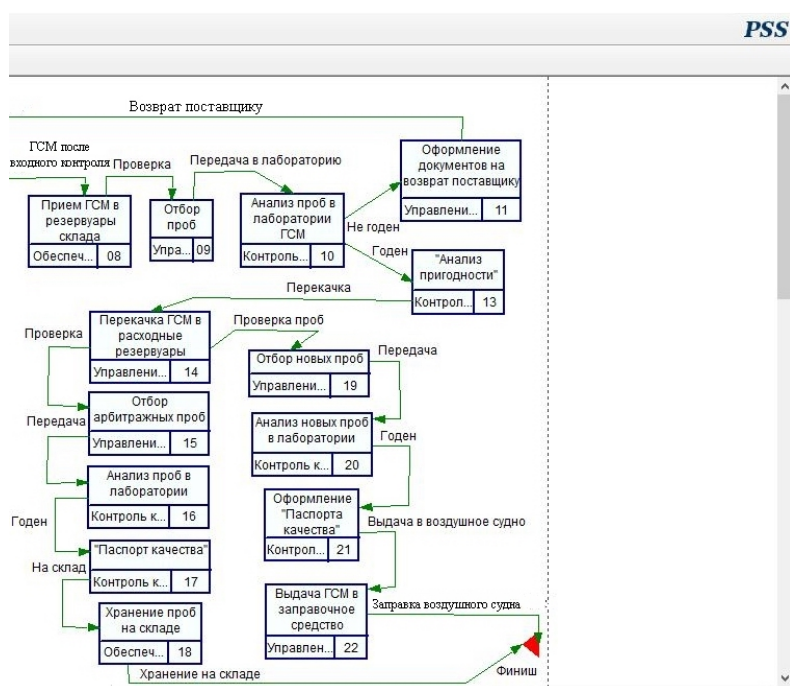 PSS
Возврат поставщику
ГСМ после
входного контроля
Проверка
Передача в лабораторию
Прием ГСМ в
резервуары
склада
Обеспеч... 08
Отбор
проб
Упра... 09
Анализ проб в
лаборатории
ГСМ
Контроль... 10
Оформление
документов на
возврат поставщику
Управлени... 11
Не годен
Годен
"Анализ
пригодности"
Контрол... 13
Перекачка
Перекачка ГСМ в
расходные
резервуары
Управлени... 14
Проверка
Проверка проб
Отбор новых проб
Управлени... 19
Передача
Отбор
арбитражных проб
Управлени... 15
Передача
Анализ новых проб
в лаборатории
Контроль к... 20
Годен
Анализ проб в
лаборатории
Контроль к... 16
Годен
Оформление
"Паспорта
качества"
Контрол... 21
Выдача в воздушное судно
"Паспорт качества"
Контроль к... 17
На склад
Выдача ГСМ в
заправочное
средство
Управлен... 22
Заправка воздушного судна
Хранение проб
на складе
Обеспеч... 18
Хранение на складе
Финиш